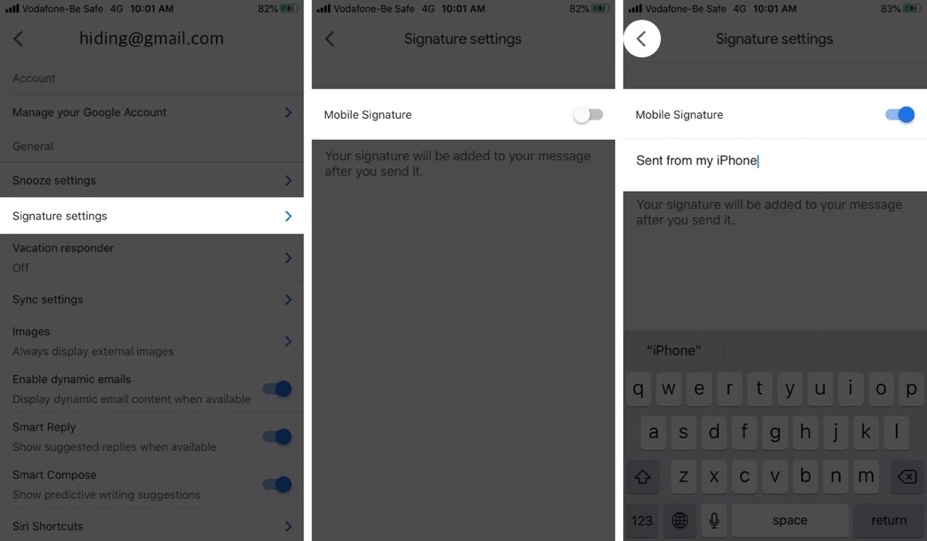 Vodafone-Be Safe 4G 10:01 AM 82%
hiding@gmail.com
Account
Manage your Google Account
General
Snooze settings
Signature settings
Vacation responder
Off
Sync settings
Images
Always display external images
Enable dynamic emails
Display dynamic email content when available
Smart Reply
Show suggested replies when available
Smart Compose
Show predictive writing suggestions
Siri Shortcuts
Vodafone-Be Safe 4G 10:01 AM 82%
Signature settings
Mobile Signature
Your signature will be added to your message
after you send it.
Vodafone-Be Safe 4G 10:01 AM 83%
Signature settings
Mobile Signature
Sent from my iPhone
Your signature will be added to your message
after you send it.
“iPhone”
q w e r t y u i o p
a s d f g h j k l
z x c v b n m
123 space return